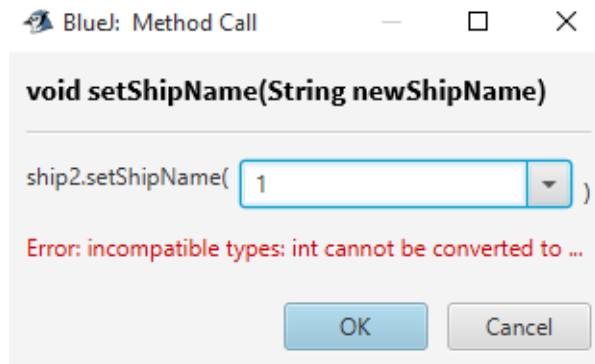 BlueJ: Method Call
void setShipName(String newShipName)
ship2.setShipName( 1 )
Error: incompatible types: int cannot be converted to ...
OK Cancel